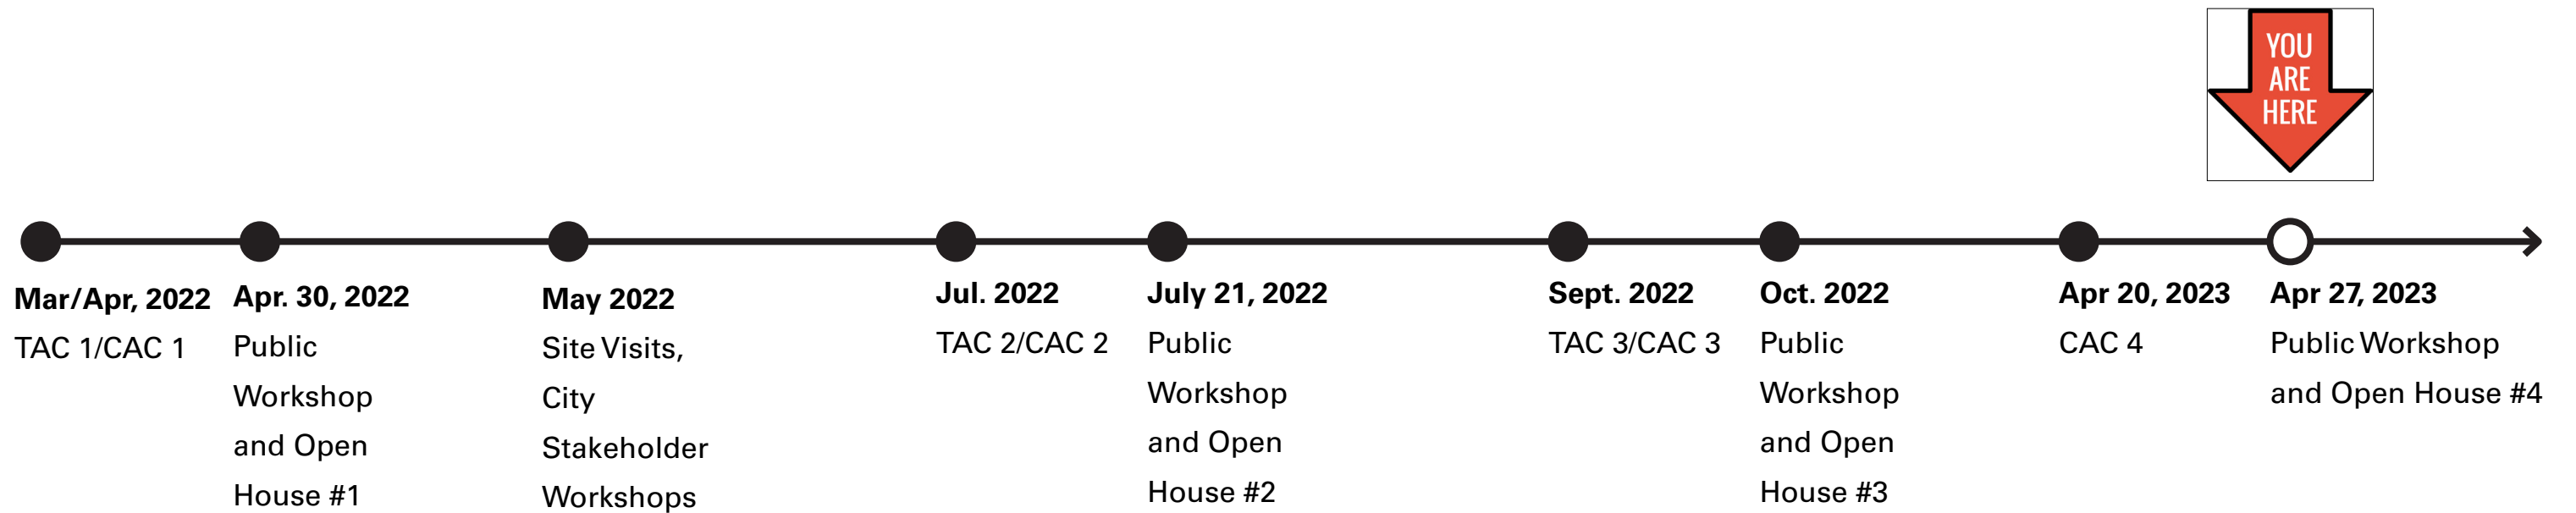 YOU
ARE
HERE
Mar/Apr, 2022
TAC 1/CAC 1
Apr. 30, 2022
Public
Workshop
and Open
House #1
May 2022
Site Visits,
City
Stakeholder
Workshops
Jul. 2022
TAC 2/CAC 2
July 21, 2022
Public
Workshop
and Open
House #2
Sept. 2022
TAC 3/CAC 3
Oct. 2022
Public
Workshop
and Open
House #3
Apr 20, 2023
CAC 4
Apr 27, 2023
Public Workshop
and Open House #4